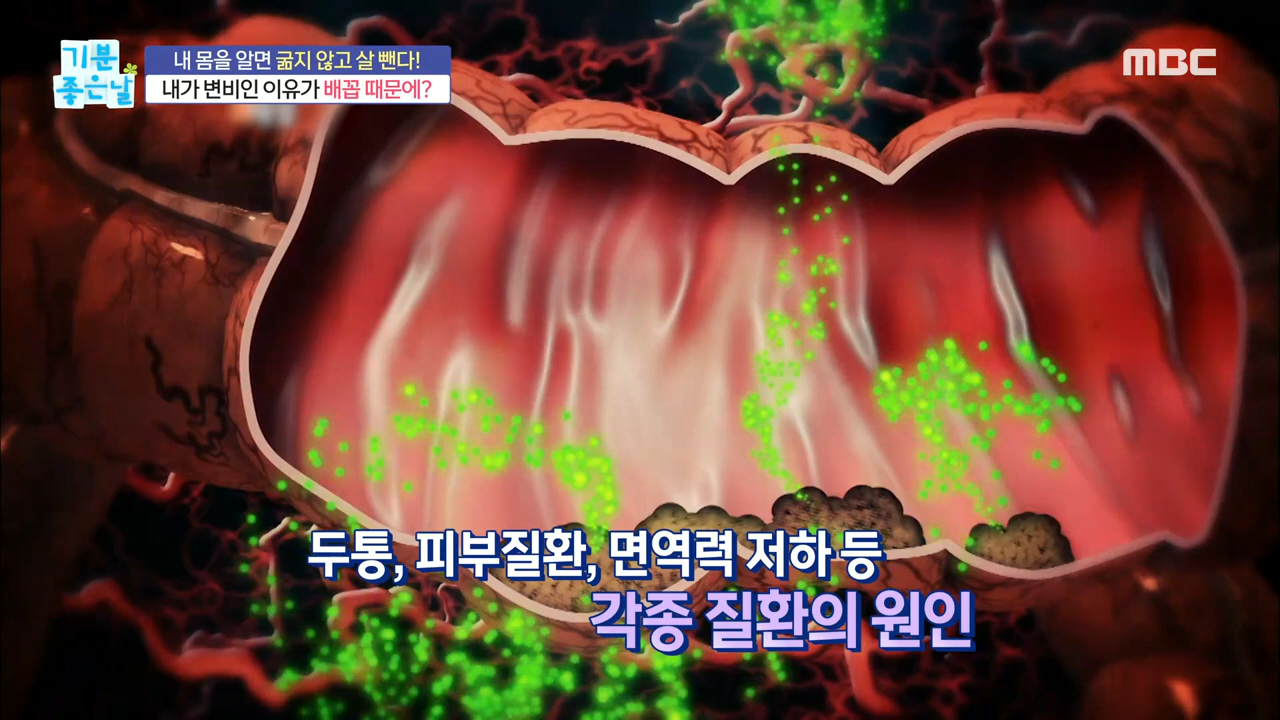 기분
좋은날
내 몸을 알면 굶지 않고 살 뺀다!
내가 변비인 이유가 배꼽 때문에?
MBC
두통, 피부질환, 면역력 저하 등
각종 질환의 원인